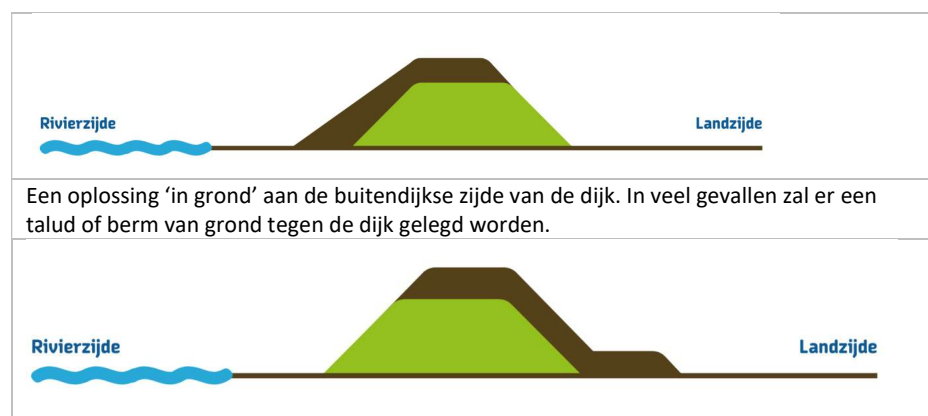 Rivierzijde
Landzijde
Een oplossing ‘in grond’ aan de buitendijkse zijde van de dijk. In veel gevallen zal er een
talud of berm van grond tegen de dijk gelegd worden.
Rivierzijde
Landzijde